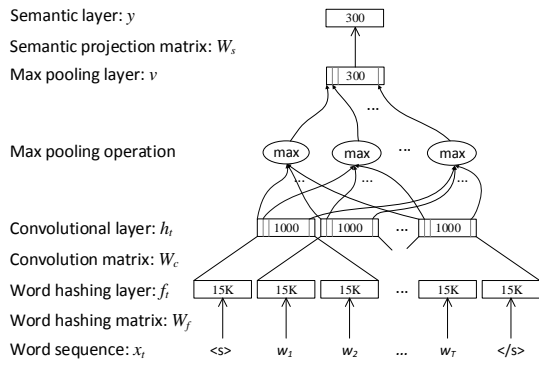 Semantic layer: y 300
Semantic projection matrix: Ws
Max pooling layer: v 300
...
Max pooling operation max max ... max
... ... ...
Convolutional layer: ht 1000 1000 ... 1000
Convolution matrix: Wc
Word hashing layer: ft 15K 15K 15K ... 15K 15K
Word hashing matrix: Wf
Word sequence: xt <s> w1 w2 ... wT </s>